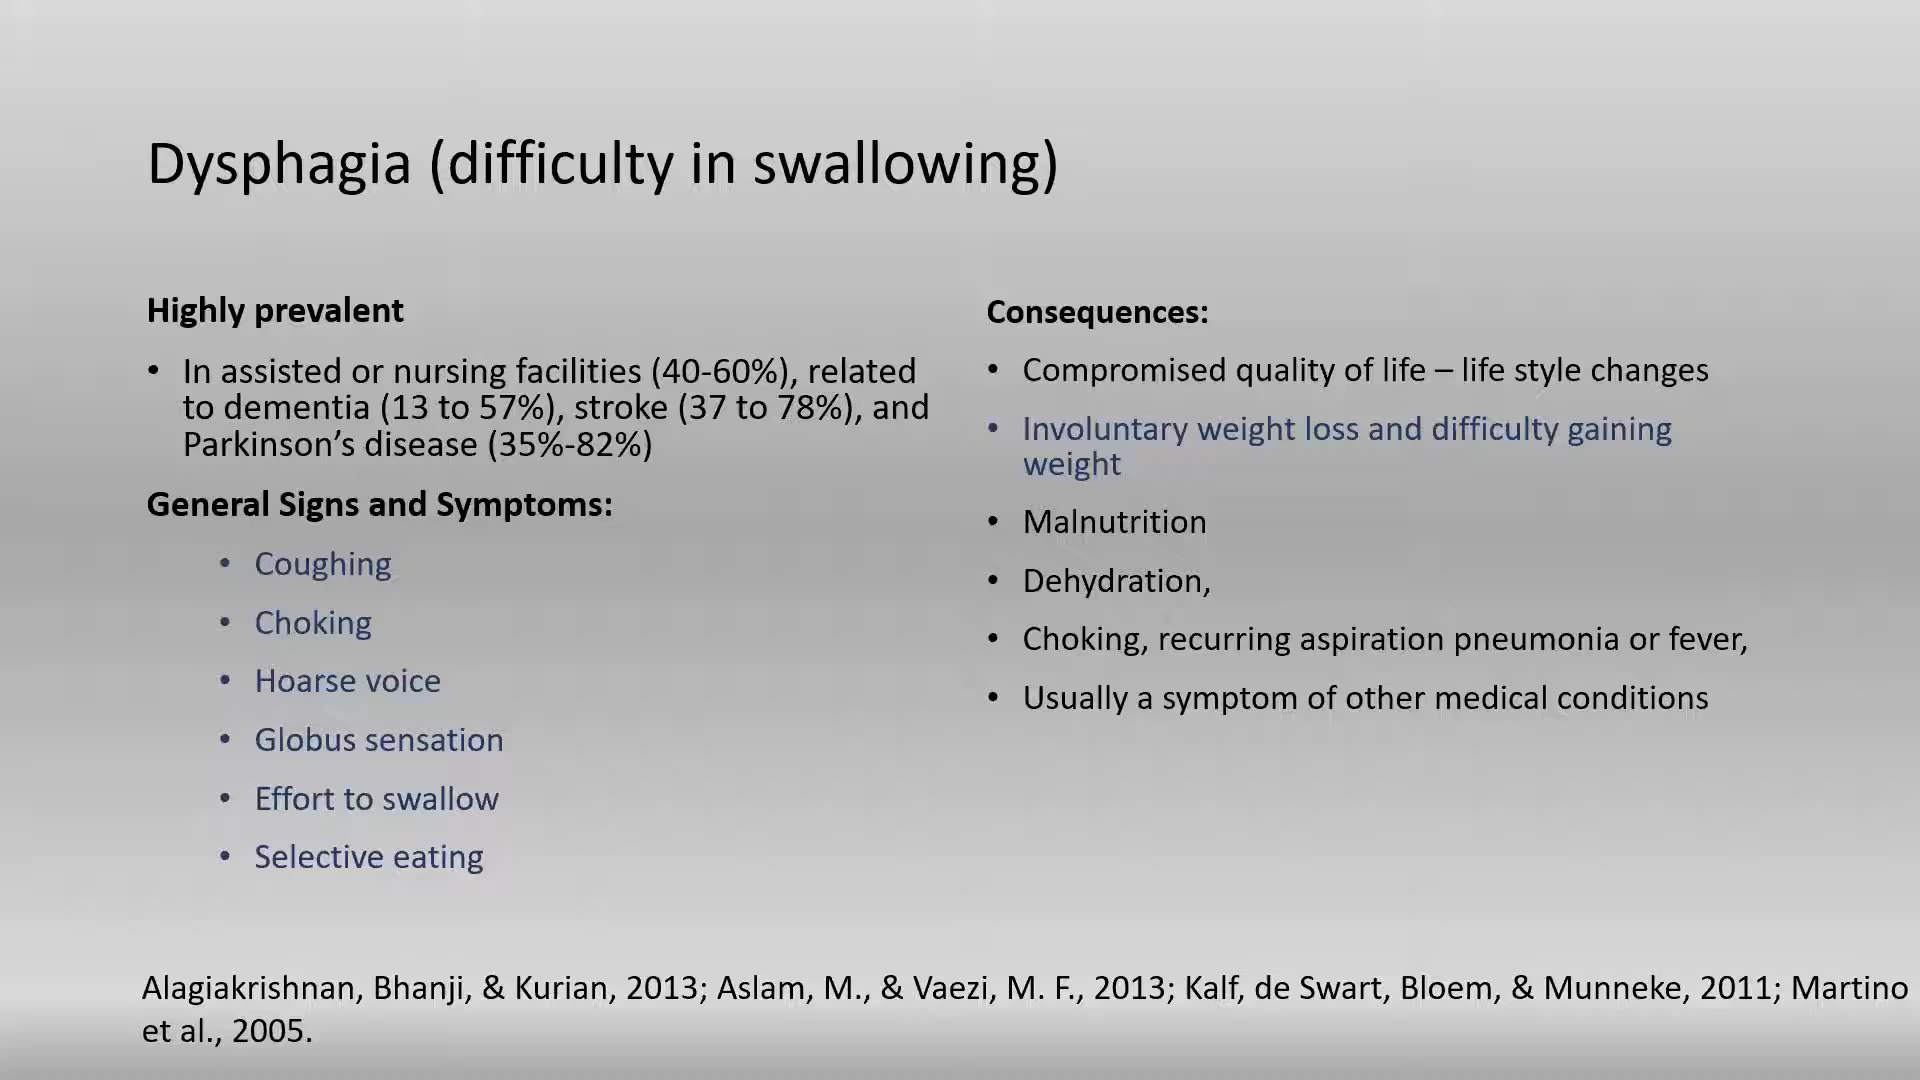 Dysphagia (difficulty in swallowing)
Highly prevalent
• In assisted or nursing facilities (40-60%), related
to dementia (13 to 57%), stroke (37 to 78%), and
Parkinson’s disease (35%-82%)
General Signs and Symptoms:
• Coughing
• Choking
• Hoarse voice
• Globus sensation
• Effort to swallow
• Selective eating
Consequences:
• Compromised quality of life – life style changes
• Involuntary weight loss and difficulty gaining
weight
• Malnutrition
• Dehydration,
• Choking, recurring aspiration pneumonia or fever,
• Usually a symptom of other medical conditions
Alagiakrishnan, Bhanji, & Kurian, 2013; Aslam, M., & Vaezi, M. F., 2013; Kalf, de Swart, Bloem, & Munneke, 2011; Martino
et al., 2005.